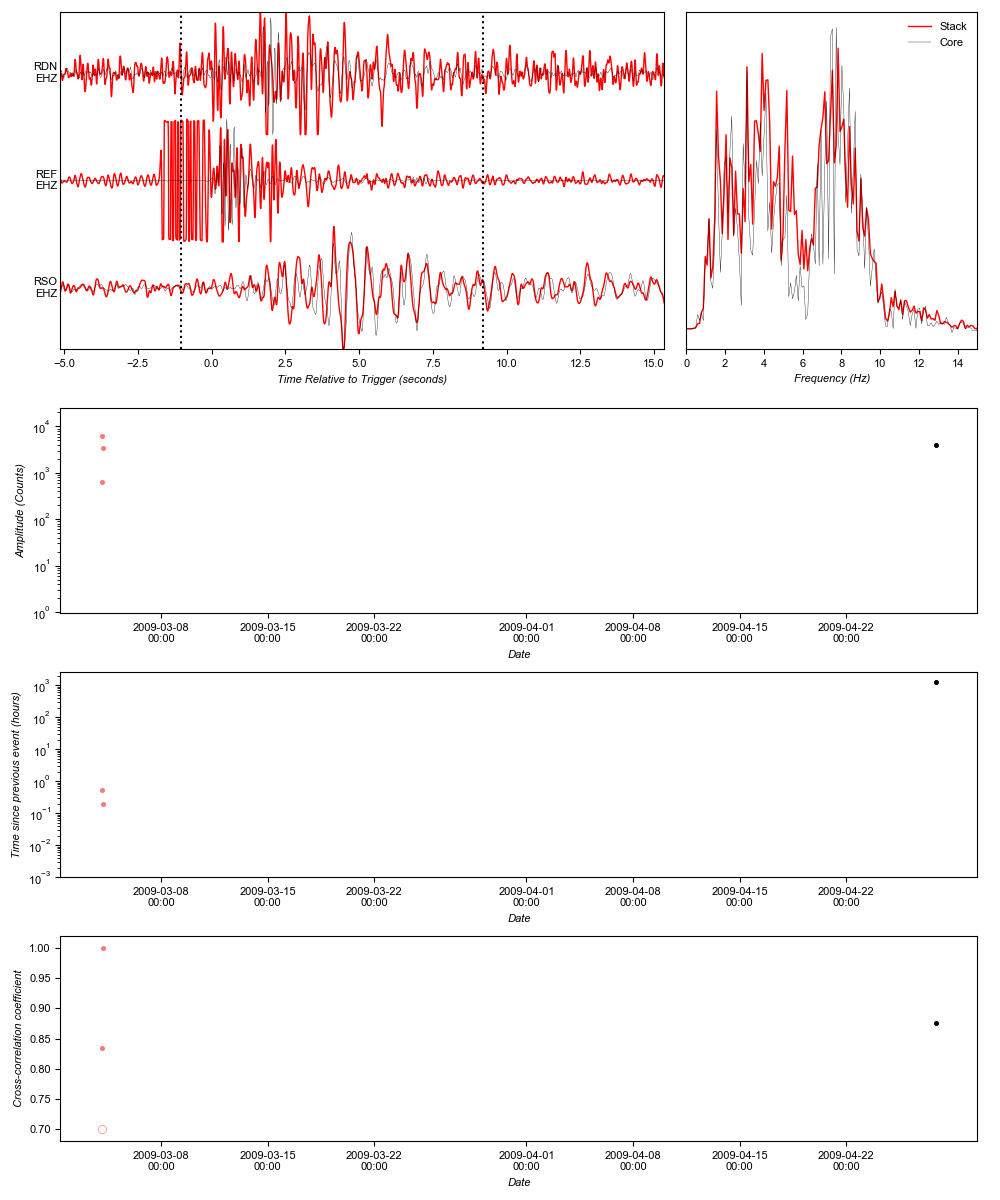 RDN
EHZ
REF
EHZ
RSO
EHZ
−5.0 −2.5 0.0 2.5 5.0 7.5 10.0 12.5 15.0
Time Relative to Trigger (seconds)
Stack
Core
0 2 4 6 8 10 12 14
Frequency (Hz)
Amplitude (Counts)
10^4
10^3
10^2
10^1
10^0
2009-03-08 2009-03-15 2009-03-22 2009-04-01 2009-04-08 2009-04-15 2009-04-22
00:00 00:00 00:00 00:00 00:00 00:00 00:00
Date
Time since previous event (hours)
10^3
10^2
10^1
10^0
10^−1
10^−2
10^−3
2009-03-08 2009-03-15 2009-03-22 2009-04-01 2009-04-08 2009-04-15 2009-04-22
00:00 00:00 00:00 00:00 00:00 00:00 00:00
Date
Cross-correlation coefficient
1.00
0.95
0.90
0.85
0.80
0.75
0.70
2009-03-08 2009-03-15 2009-03-22 2009-04-01 2009-04-08 2009-04-15 2009-04-22
00:00 00:00 00:00 00:00 00:00 00:00 00:00
Date